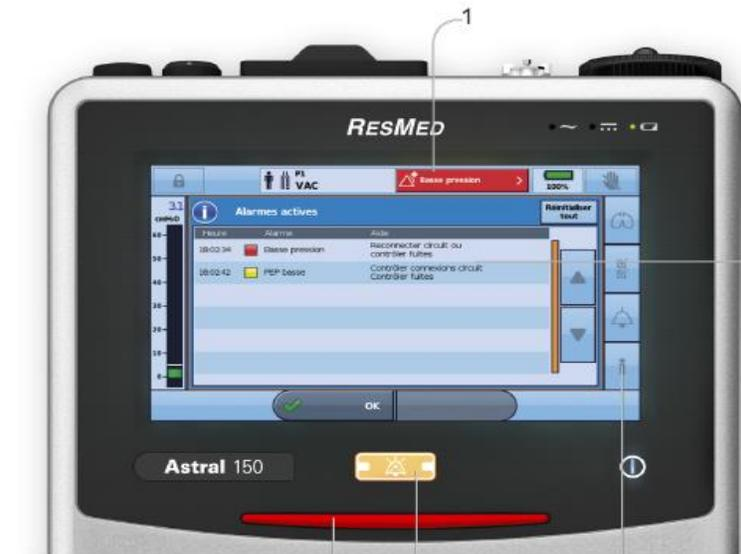 1
RESMED
P1
VAC
Basse pression >
100%
3.1
cmH2O
Alarmes actives
Réinitialiser
tout
Heure Alarme Aide
18:02:34 Basse pression Reconnecter circuit ou
contrôler fuites
18:02:42 PEP basse Contrôler connexions circuit
Contrôler fuites
60
50
40
30
20
10
0
OK
Astral 150